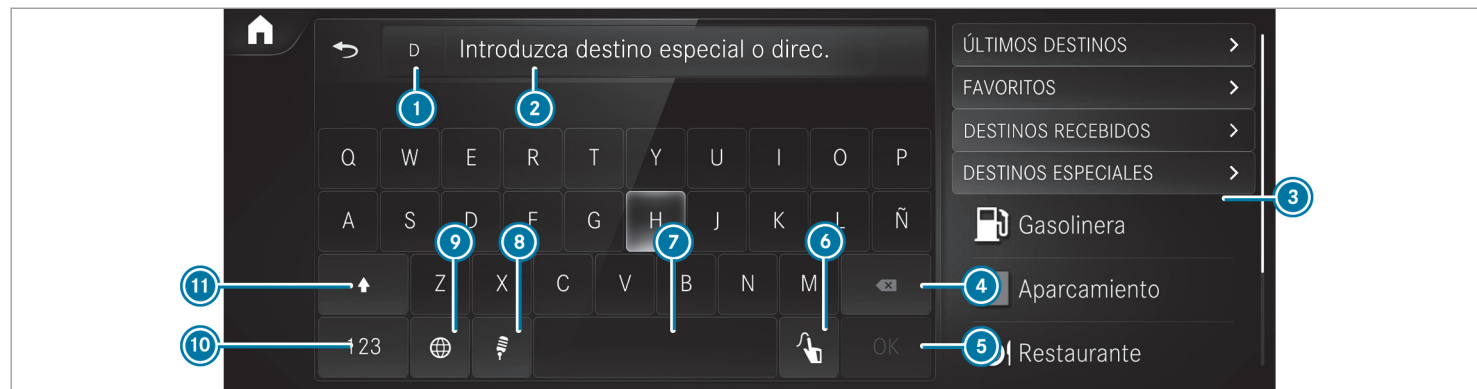 D Introduzca destino especial o direc.
1 2
Q W E R T Y U I O P
A S D F G H J K L Ñ
9 8 7 6
11 Z X C V B N M 4
10 123 OK 5
ÚLTIMOS DESTINOS
FAVORITOS
DESTINOS RECEBIDOS
DESTINOS ESPECIALES
3
Gasolinera
Aparcamiento
Restaurante